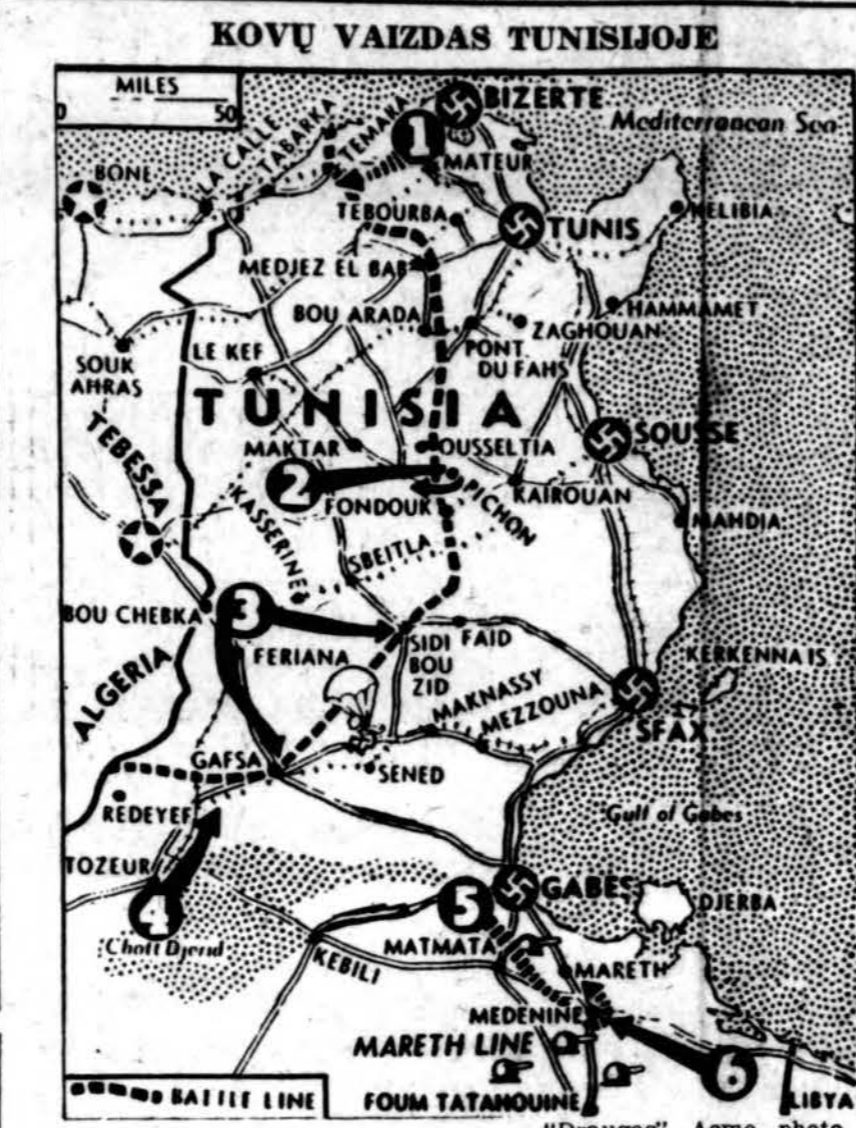 KOVŲ VAIZDAS TUNISIJOJE
MILES
0 50
BIZERTE
Mediterranean Sea
1
MATEUR
TEMARA
TABARKA
LA CALLE
BONE
TEBOURBA
TUNIS
KELIBIA
MEDJEZ EL BAB
HAMMAMET
BOU ARADA
ZAGHOUAN
PONT
DU FAHS
LE KEF
SOUK
AHRAS
TUNISIA
SOUSSE
MAKTAR
OUSSELTIA
TEBESSA
2
FONDOUK
PICHON
KAIROUAN
MAHDIA
KASSERINE
SBEITLA
BOU CHEBKA
3
FERIANA
SIDI
BOU
ZID
FAID
KERKENNA IS
ALGERIA
MAKNASSY
MEZZOUNA
SFAX
GAFSA
SENED
REDEYEF
Gulf of Gabes
TOZEUR
4
Chott Djerid
5
GABES
DJERBA
MATMATA
KEBILI
MARETH
MEDENINE
MARETH LINE
6
BATTLE LINE
FOUM TATAHOUINE
LIBYA
"Draugas" Acme photo